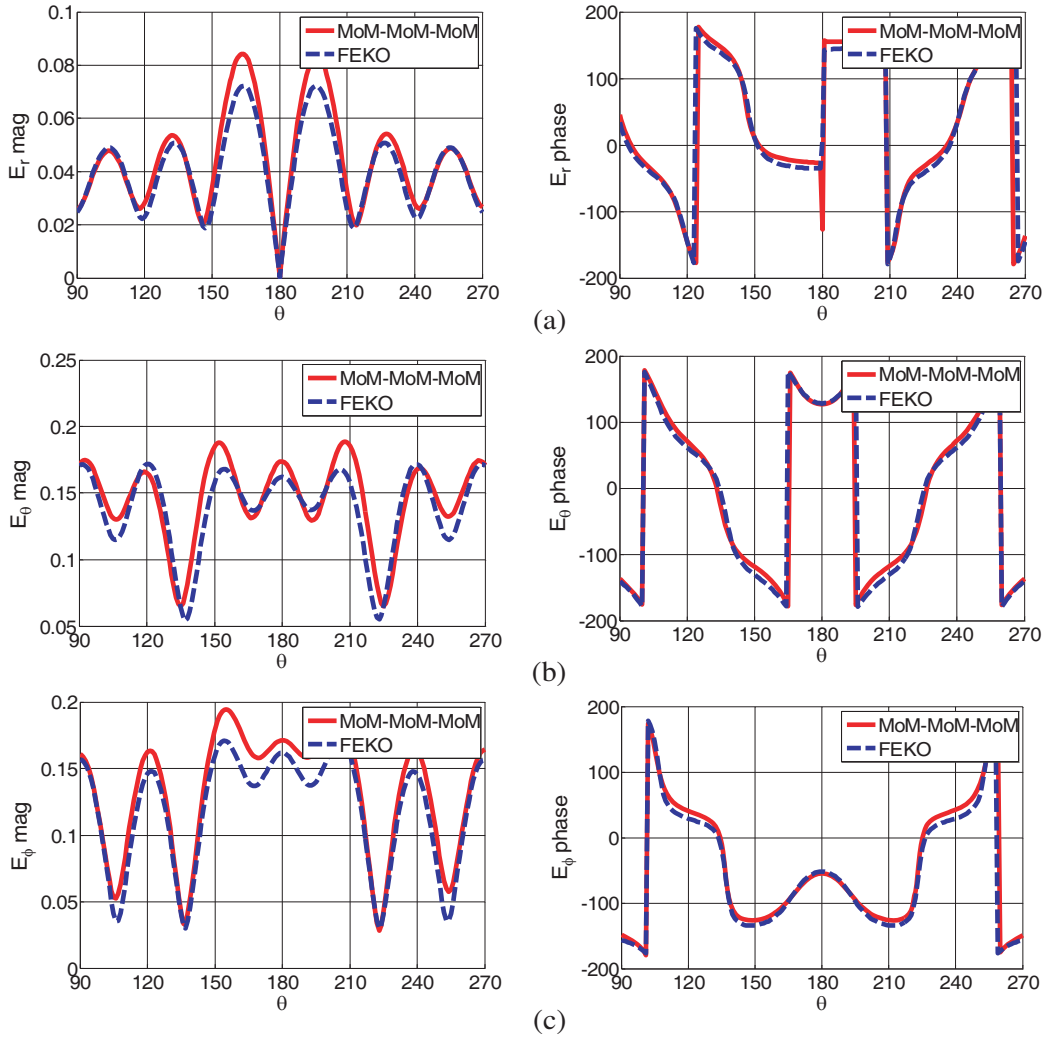 0.1
0.08
0.06
0.04
0.02
0
E_r mag
90 120 150 180 210 240 270
θ
MoM-MoM-MoM
FEKO
200
100
0
-100
-200
E_r phase
90 120 150 180 210 240 270
θ
MoM-MoM-MoM
FEKO
(a)
0.25
0.2
0.15
0.1
0.05
E_θ mag
90 120 150 180 210 240 270
θ
MoM-MoM-MoM
FEKO
200
100
0
-100
-200
E_θ phase
90 120 150 180 210 240 270
θ
MoM-MoM-MoM
FEKO
(b)
0.2
0.15
0.1
0.05
0
E_ϕ mag
90 120 150 180 210 240 270
θ
MoM-MoM-MoM
FEKO
200
100
0
-100
-200
E_ϕ phase
90 120 150 180 210 240 270
θ
MoM-MoM-MoM
FEKO
(c)